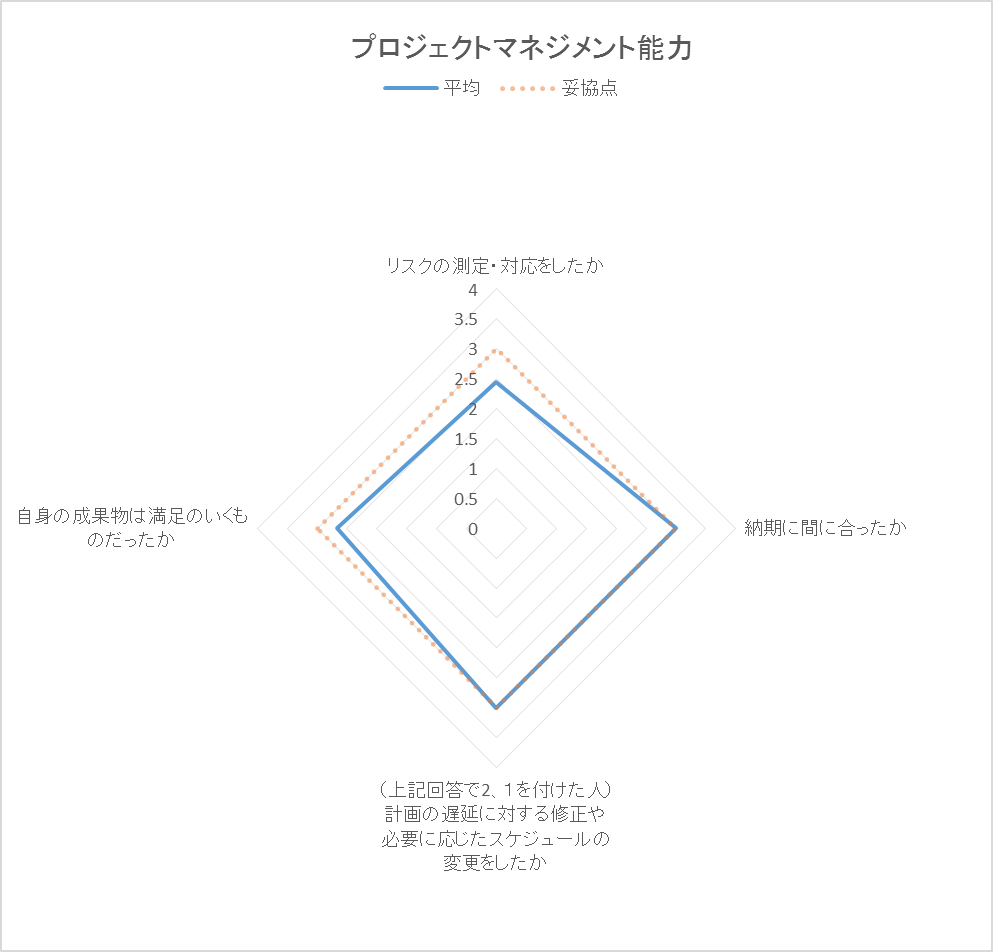 プロジェクトマネジメント能力
平均 妥協点
リスクの測定・対応をしたか
4
3.5
3
2.5
2
1.5
1
0.5
0
自身の成果物は満足のいくも
のだったか
納期に間に合ったか
（上記回答で2、１を付けた人）
計画の遅延に対する修正や
必要に応じたスケジュールの
変更をしたか